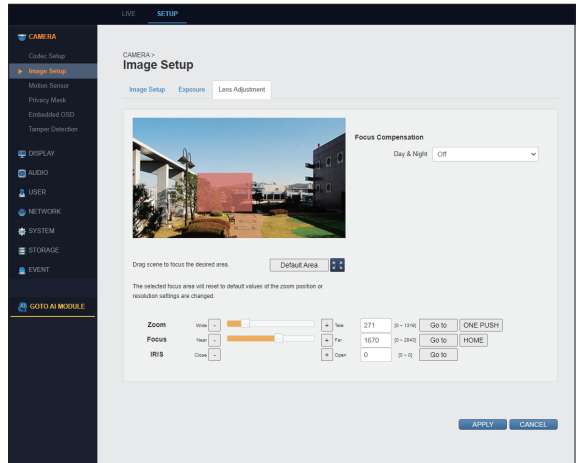 LIVE SETUP
CAMERA
Codec Setup
Image Setup
Motion Sensor
Privacy Mask
Embedded OSD
Tamper Detection
DISPLAY
AUDIO
USER
NETWORK
SYSTEM
STORAGE
EVENT
GOTO AI MODULE
CAMERA >
Image Setup
Image Setup Exposure Lens Adjustment
Focus Compensation
Day & Night Off
Drag scene to focus the desired area. Default Area
The selected focus area will reset to default values of the zoom position or
resolution settings are changed.
Zoom Wide - + Tele 271 [0 ~ 1318] Go to ONE PUSH
Focus Near - + Far 1670 [0 ~ 2843] Go to HOME
IRIS Close - + Open 0 [0 ~ 0] Go to
APPLY CANCEL